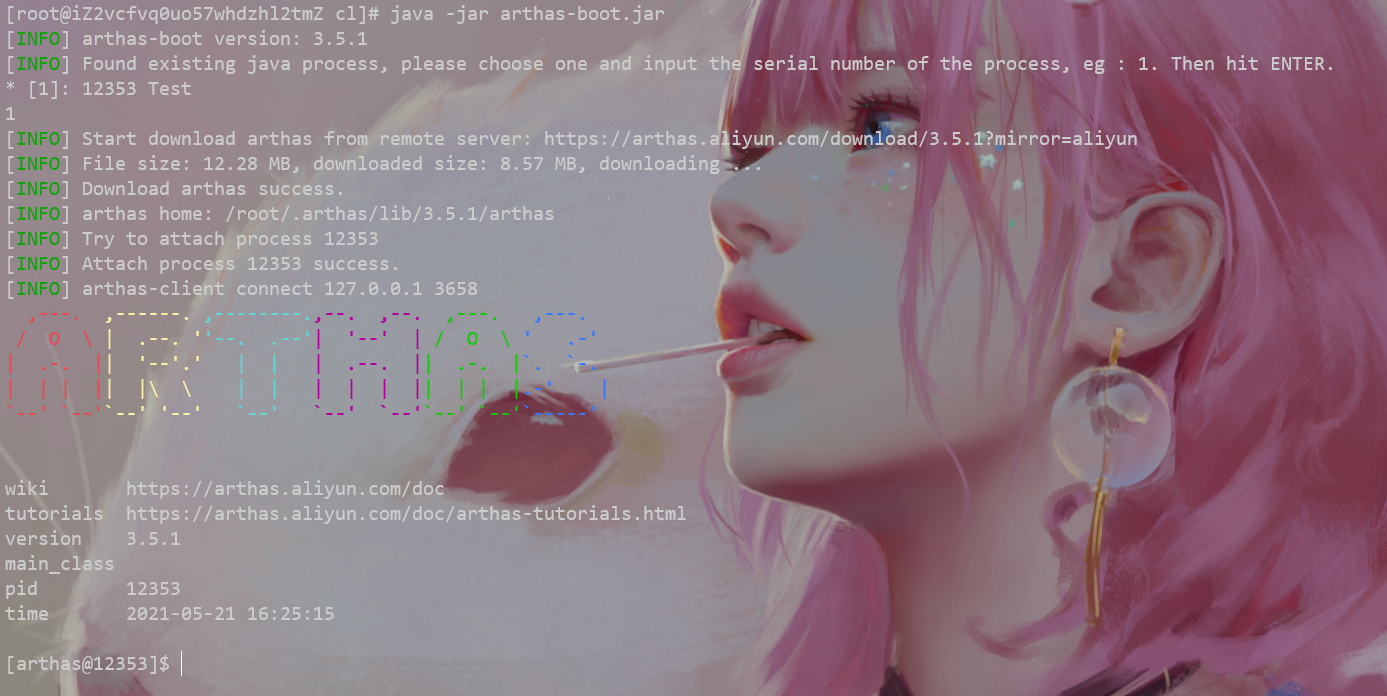 [root@iZ2vcfvq0uo57whdzhl2tmZ cl]# java -jar arthas-boot.jar
[INFO] arthas-boot version: 3.5.1
[INFO] Found existing java process, please choose one and input the serial number of the process, eg : 1. Then hit ENTER.
* [1]: 12353 Test
1
[INFO] Start download arthas from remote server: https://arthas.aliyun.com/download/3.5.1?mirror=aliyun
[INFO] File size: 12.28 MB, downloaded size: 8.57 MB, downloading ...
[INFO] Download arthas success.
[INFO] arthas home: /root/.arthas/lib/3.5.1/arthas
[INFO] Try to attach process 12353
[INFO] Attach process 12353 success.
[INFO] arthas-client connect 127.0.0.1 3658
ARTHAS
wiki https://arthas.aliyun.com/doc
tutorials https://arthas.aliyun.com/doc/arthas-tutorials.html
version 3.5.1
main_class
pid 12353
time 2021-05-21 16:25:15
[arthas@12353]$